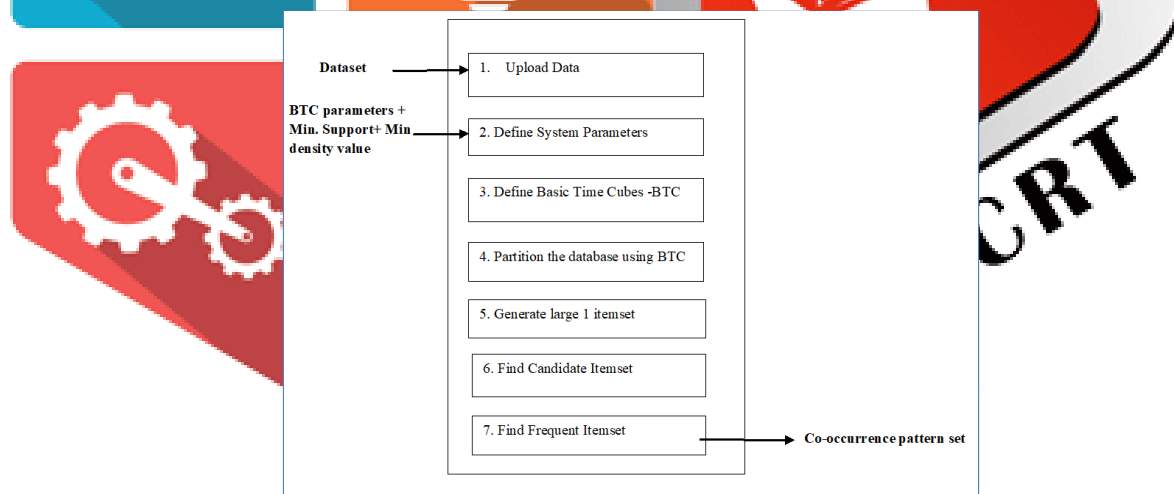 Dataset
1. Upload Data
BTC parameters +
Min. Support+ Min
density value
2. Define System Parameters
3. Define Basic Time Cubes -BTC
4. Partition the database using BTC
5. Generate large 1 itemset
6. Find Candidate Itemset
7. Find Frequent Itemset
Co-occurrence pattern set
CRT